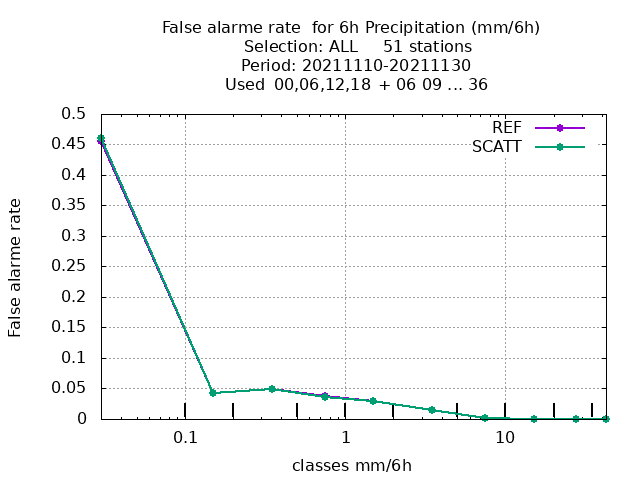 False alarme rate  for 6h Precipitation (mm/6h)
Selection: ALL     51 stations
Period: 20211110-20211130
Used  00,06,12,18  + 06 09 ... 36
0.5
0.45
0.4
0.35
0.3
0.25
0.2
0.15
0.1
0.05
0
False alarme rate
REF
SCATT
0.1
1
10
classes mm/6h